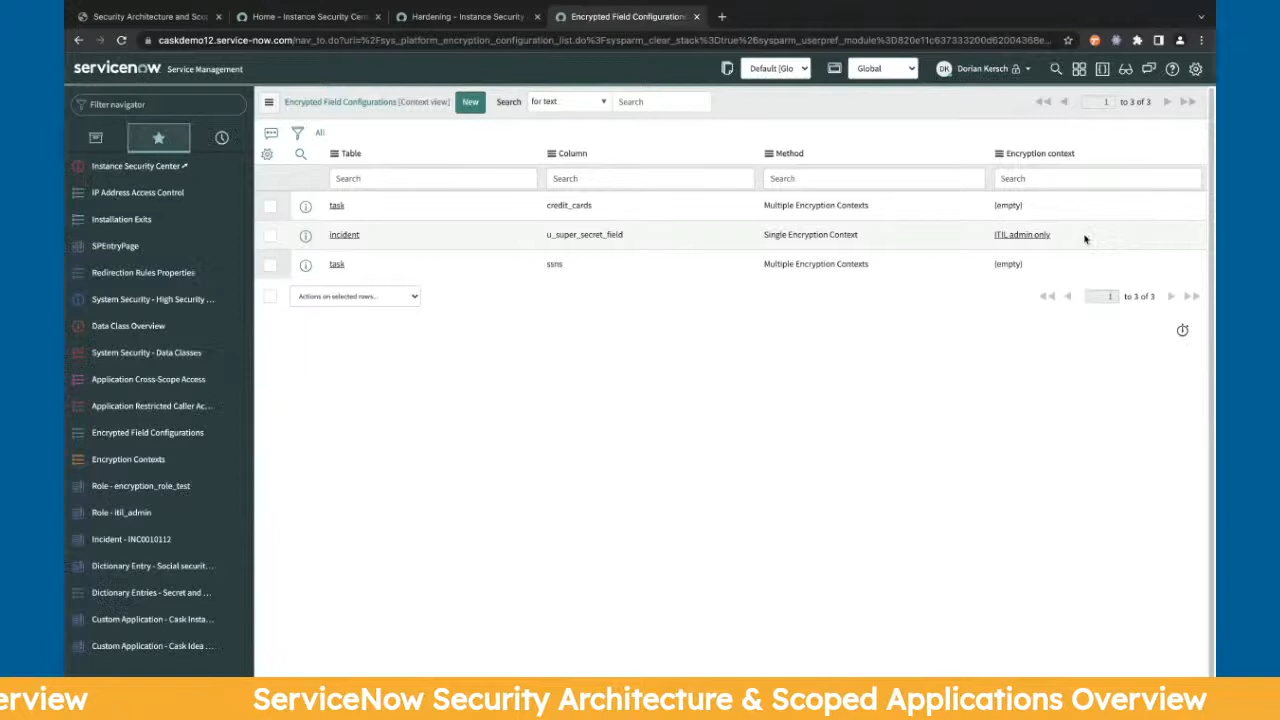 Security Architecture and Sco
Home - Instance Security Cen
Hardening - Instance Security
Encrypted Field Configurations
caskdemo12.service-now.com/nav_to.do?uri=%2Fsys_platform_encryption_configuration_list.do%3Fsysparm_clear_stack%3Dtrue%26sysparm_userpref_module%3D820e11c637333200d62004368e...
servicenow Service Management
Default [Glo
Global
DK
Dorian Kersch
Filter navigator
Encrypted Field Configurations [Context view]
New
Search
for text
Search
1 to 3 of 3
All
Table
Column
Method
Encryption context
Search
Search
Search
Search
task
credit_cards
Multiple Encryption Contexts
(empty)
incident
u_super_secret_field
Single Encryption Context
ITIL admin only
task
ssns
Multiple Encryption Contexts
(empty)
Actions on selected rows...
1 to 3 of 3
Instance Security Center
IP Address Access Control
Installation Exits
SPEntryPage
Redirection Rules Properties
System Security - High Security ...
Data Class Overview
System Security - Data Classes
Application Cross-Scope Access
Application Restricted Caller Ac...
Encrypted Field Configurations
Encryption Contexts
Role - encryption_role_test
Role - itil_admin
Incident - INC0010112
Dictionary Entry - Social securit...
Dictionary Entries - Secret and ...
Custom Application - Cask Insta...
Custom Application - Cask Idea ...
erview
ServiceNow Security Architecture & Scoped Applications Overview